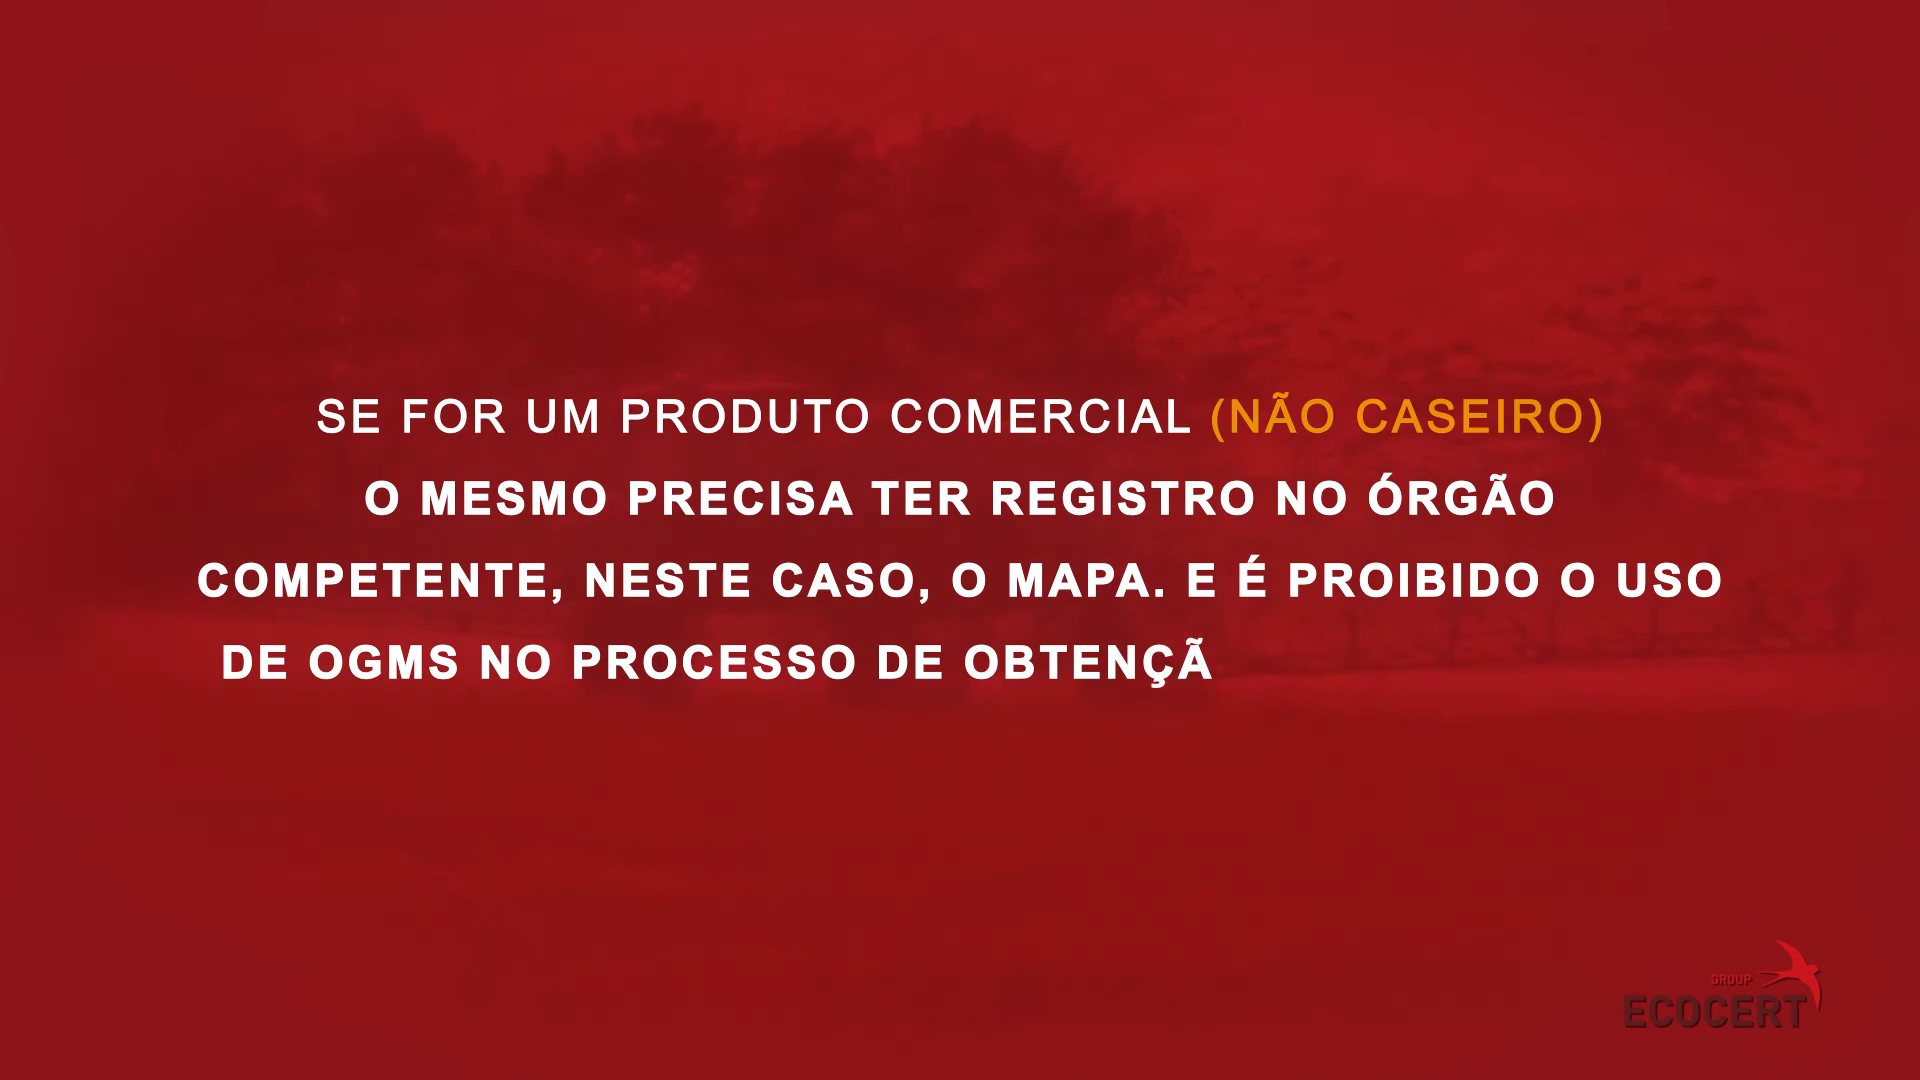 SE FOR UM PRODUTO COMERCIAL (NÃO CASEIRO)
O MESMO PRECISA TER REGISTRO NO ÓRGÃO
COMPETENTE, NESTE CASO, O MAPA. E É PROIBIDO O USO
DE OGMS NO PROCESSO DE OBTENÇÃ
GROUP
ECOCERT